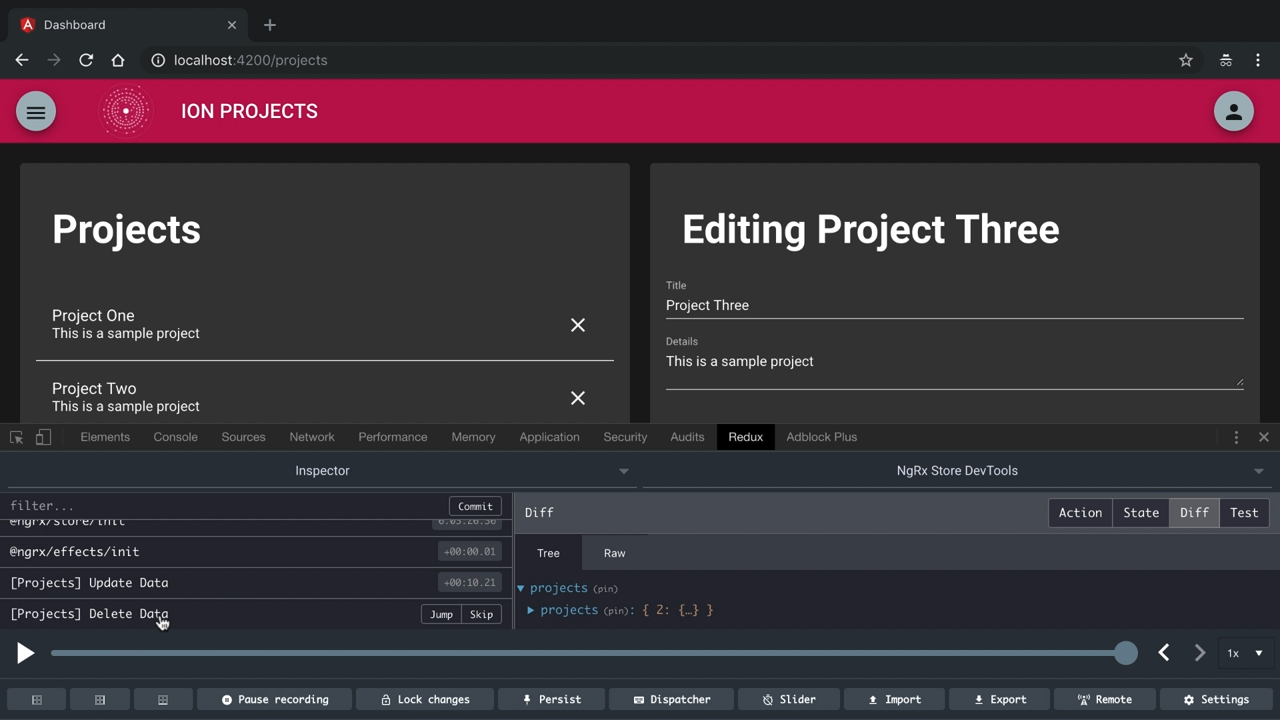 Dashboard
localhost:4200/projects
ION PROJECTS
Projects
Project One
This is a sample project
Project Two
This is a sample project
Editing Project Three
Title
Project Three
Details
This is a sample project
Elements Console Sources Network Performance Memory Application Security Audits Redux Adblock Plus
Inspector
NgRx Store DevTools
filter...
Commit
@ngrx/store/init
@ngrx/effects/init
+00:00.01
[Projects] Update Data
+00:10.21
[Projects] Delete Data
Jump Skip
Diff
Action State Diff Test
Tree Raw
projects (pin)
projects (pin): { 2: {…} }
1x
Pause recording Lock changes Persist Dispatcher Slider Import Export Remote Settings